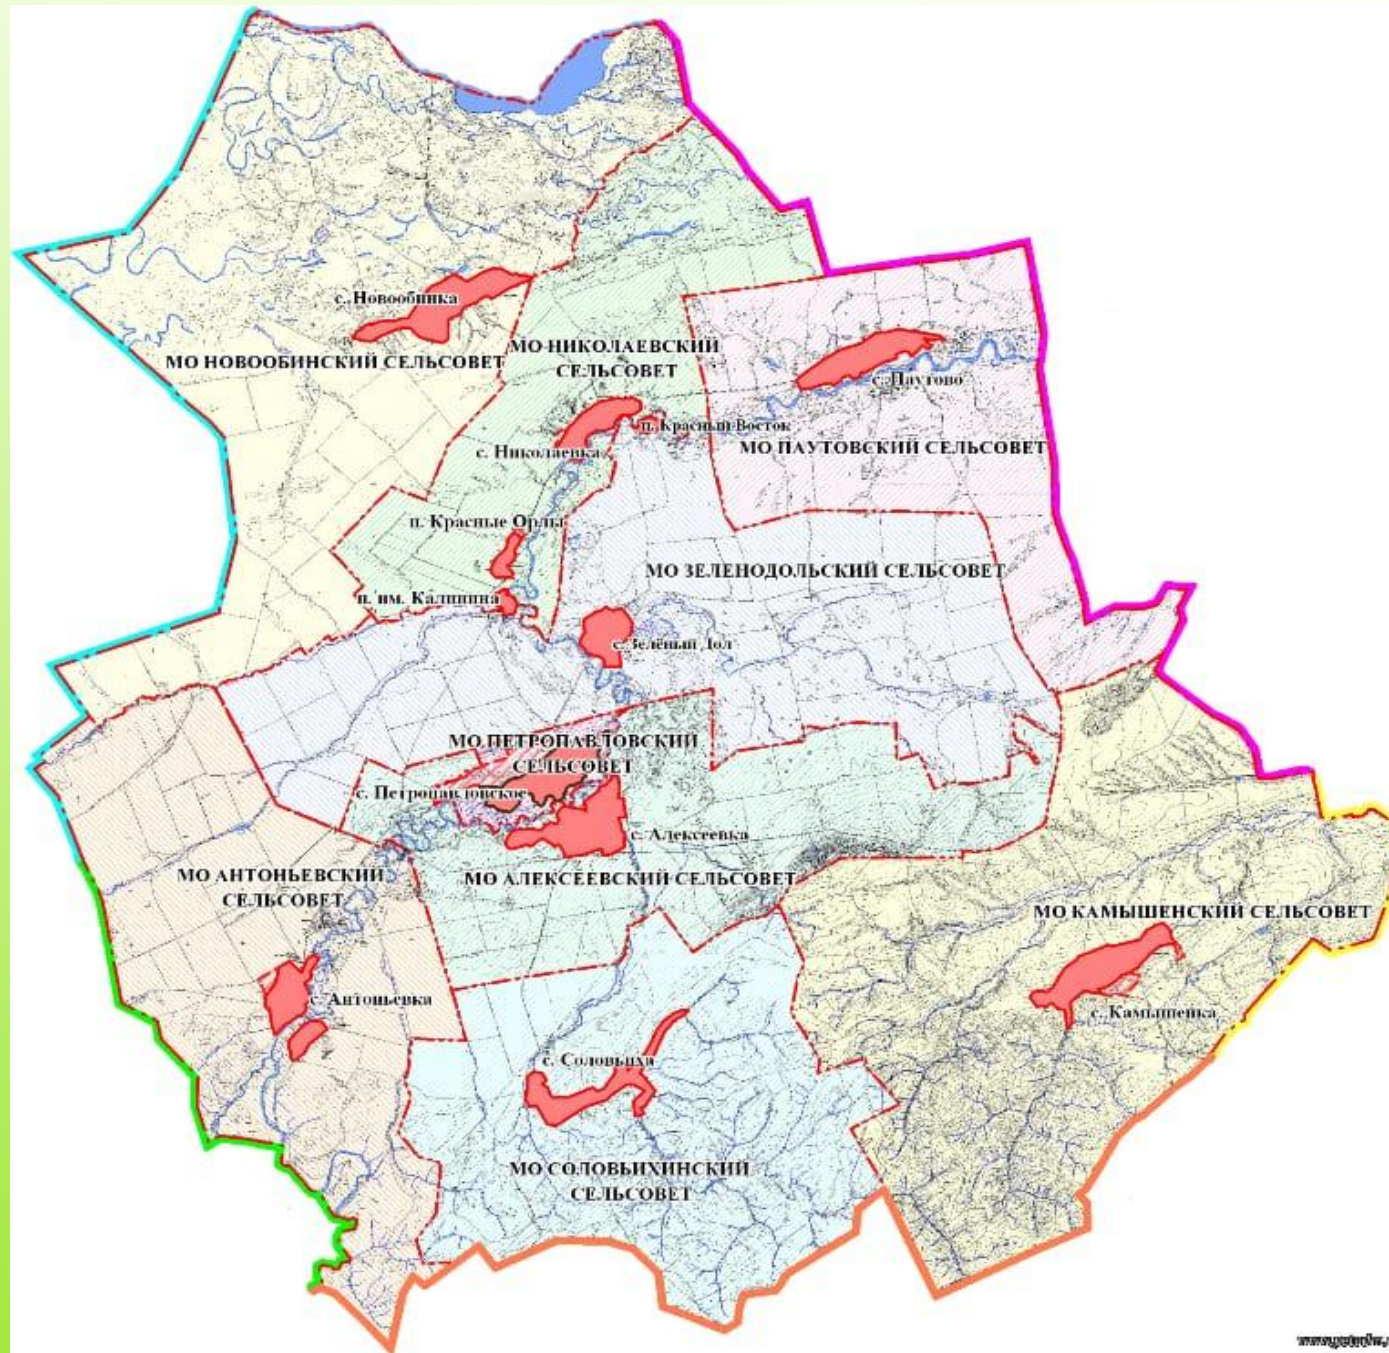 с. Новообинка
МО НОВООБИНСКИЙ СЕЛЬСОВЕТ
МО НИКОЛАЕВСКИЙ
СЕЛЬСОВЕТ
с. Паутово
п. Красный Восток
с. Николаевка
МО ПАУТОВСКИЙ СЕЛЬСОВЕТ
п. Красные Орлы
МО ЗЕЛЕНОДОЛЬСКИЙ СЕЛЬСОВЕТ
п. им. Калинина
с. Зелёный Дол
МО ПЕТРОПАВЛОВСКИЙ
СЕЛЬСОВЕТ
с. Петропавловское
с. Алексеевка
МО АНТОНЬЕВСКИЙ
СЕЛЬСОВЕТ
МО АЛЕКСЕЕВСКИЙ СЕЛЬСОВЕТ
МО КАМЫШЕНСКИЙ СЕЛЬСОВЕТ
с. Антоньевка
с. Камышенка
с. Соловьиха
МО СОЛОВЬИХИНСКИЙ
СЕЛЬСОВЕТ